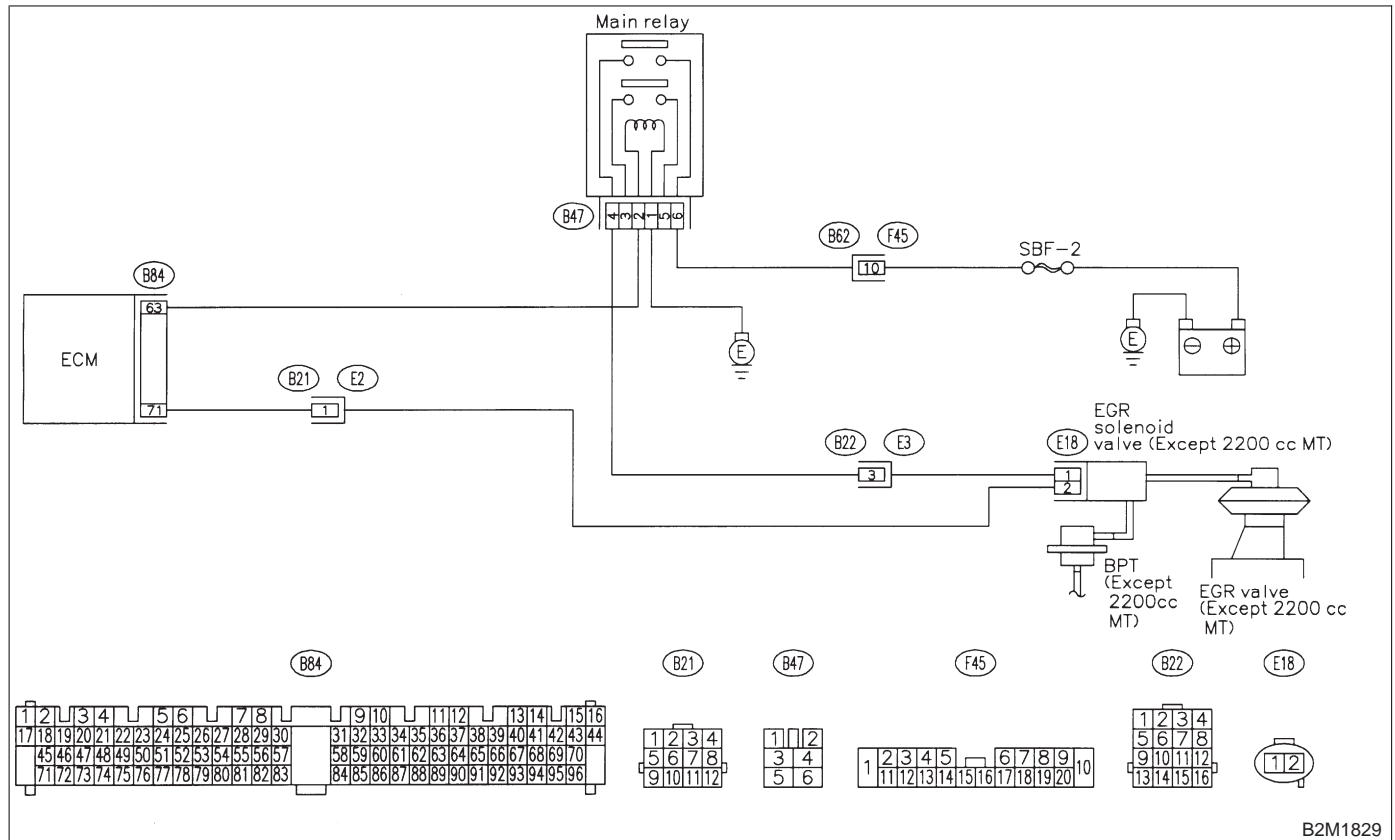 Main relay
B47
4 3 2 1 5 6
B62 F45
10
SBF-2
B84
63
ECM
71
B21 E2
1
E
E
⊖ ⊕
EGR
solenoid
valve (Except 2200 cc MT)
B22 E3
3
E18
1
2
BPT
(Except
2200cc
MT)
EGR valve
(Except 2200 cc
MT)
B84
1 2 3 4 5 6 7 8 9 10 11 12 13 14 15 16
17 18 19 20 21 22 23 24 25 26 27 28 29 30 31 32 33 34 35 36 37 38 39 40 41 42 43 44
45 46 47 48 49 50 51 52 53 54 55 56 57 58 59 60 61 62 63 64 65 66 67 68 69 70
71 72 73 74 75 76 77 78 79 80 81 82 83 84 85 86 87 88 89 90 91 92 93 94 95 96
B21
1 2 3 4
5 6 7 8
9 10 11 12
B47
1 2
3 4
5 6
F45
1 2 3 4 5 6 7 8 9 10
11 12 13 14 15 16 17 18 19 20
B22
1 2 3 4
5 6 7 8
9 10 11 12
13 14 15 16
E18
1 2
B2M1829